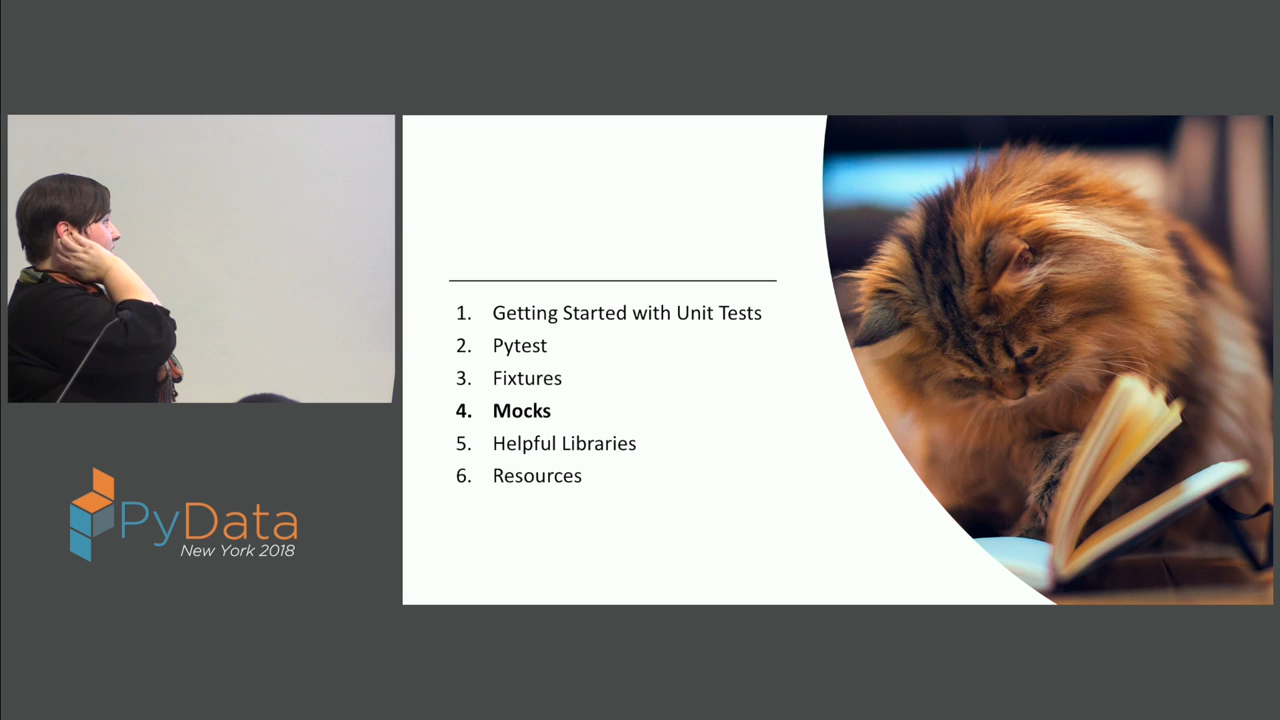 1. Getting Started with Unit Tests
2. Pytest
3. Fixtures
4. Mocks
5. Helpful Libraries
6. Resources
PyData
New York 2018